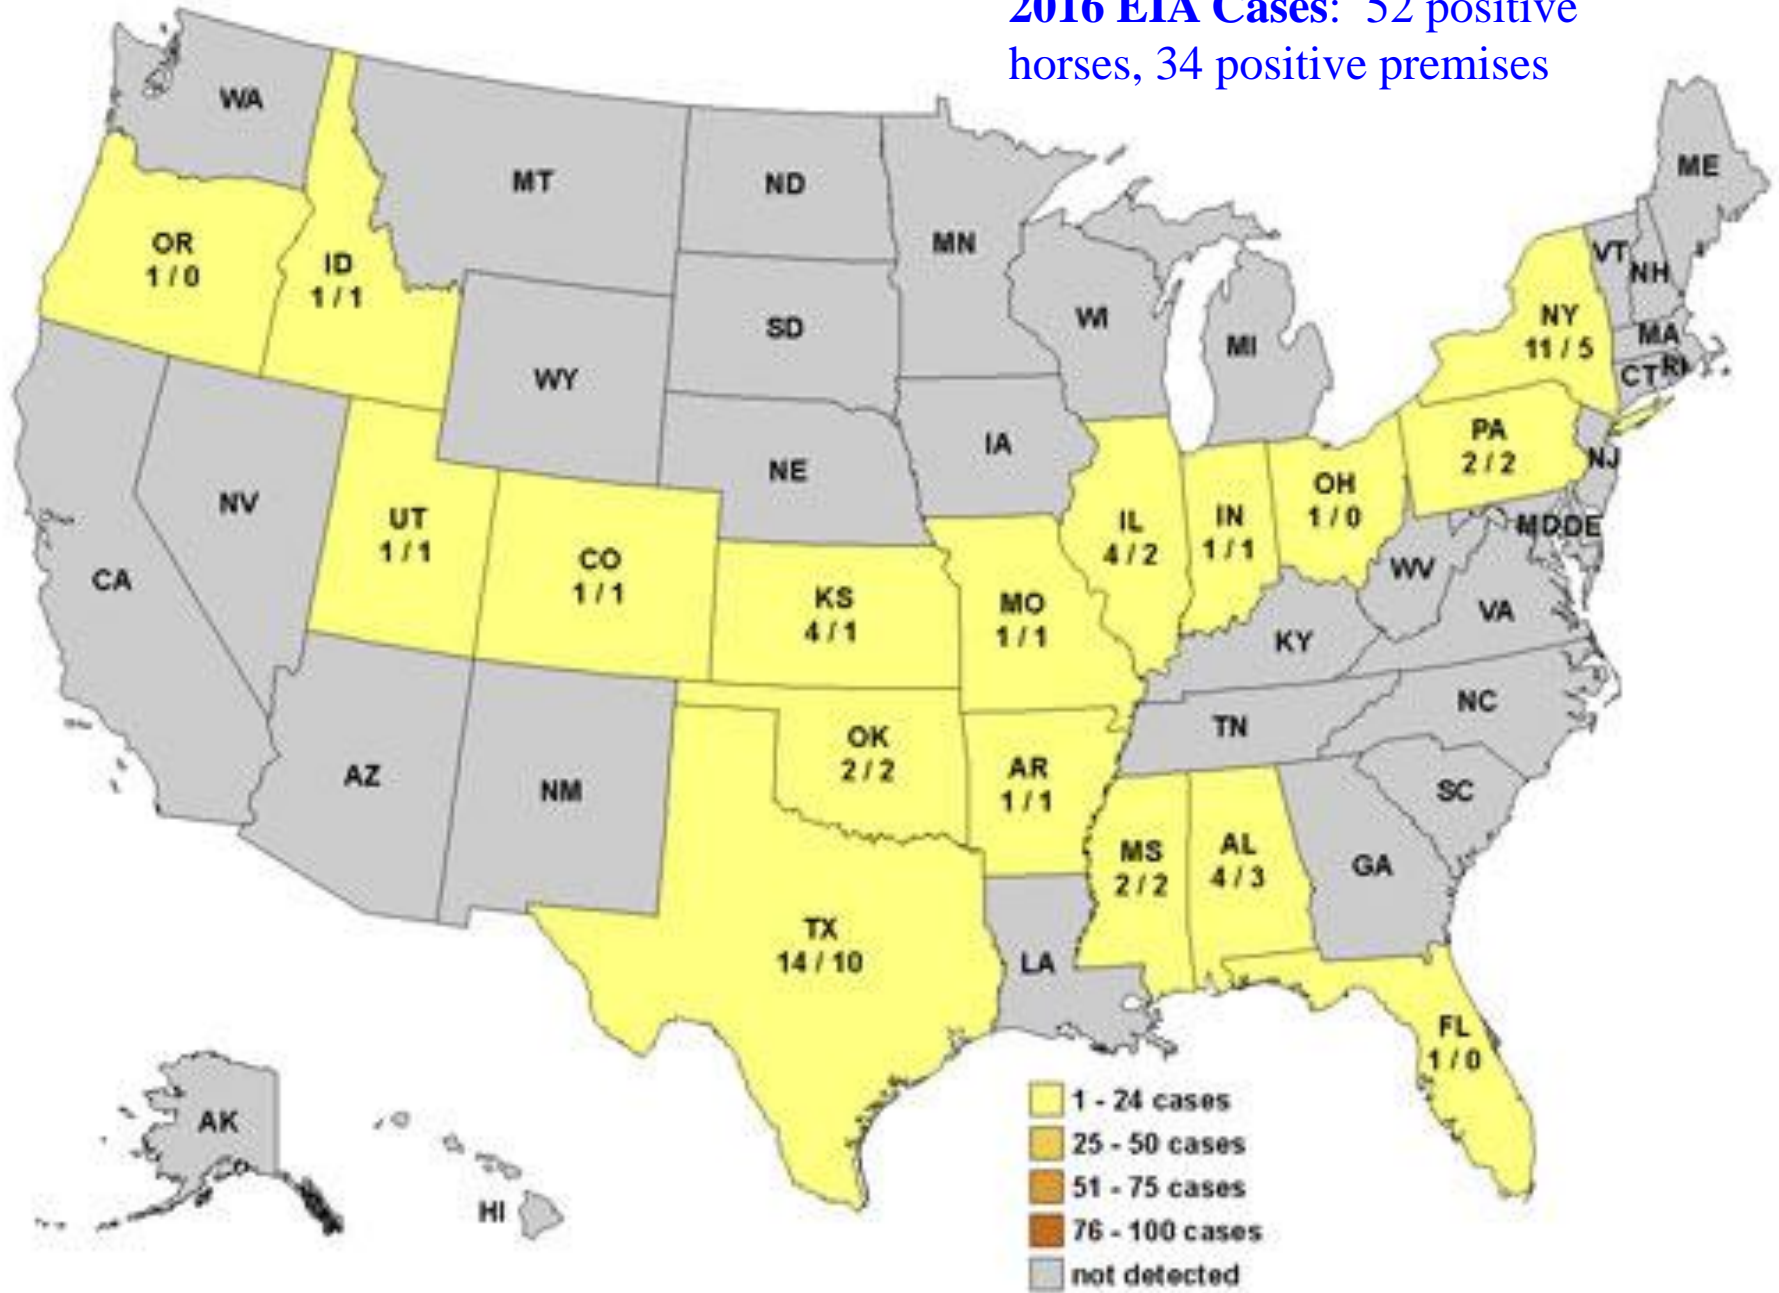 2016 EIA Cases: 52 positive
horses, 34 positive premises
WA
ME
MT
ND
MN
OR
1 / 0
ID
1 / 1
VT
NH
SD
WI
MI
NY
11 / 5
MA
CT
RI
WY
IA
PA
2 / 2
NJ
NE
NV
UT
1 / 1
CO
1 / 1
IL
4 / 2
IN
1 / 1
OH
1 / 0
MD
DE
WV
CA
KS
4 / 1
MO
1 / 1
KY
VA
NC
TN
AZ
NM
OK
2 / 2
AR
1 / 1
SC
MS
2 / 2
AL
4 / 3
GA
TX
14 / 10
LA
FL
1 / 0
AK
HI
1 - 24 cases
25 - 50 cases
51 - 75 cases
76 - 100 cases
not detected